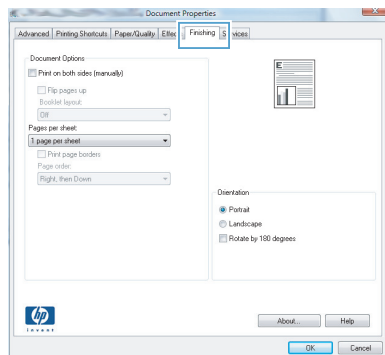 Document Properties
Advanced Printing Shortcuts Paper/Quality Finishing
Document Options
Print on both sides (manually)
Flip pages up
Booklet layout:
Off
Pages per sheet:
1 page per sheet
Print page borders
Page order:
Right, then Down
E
Orientation
Portrait
Landscape
Rotate by 180 degrees
hp
invent
About... Help
OK Cancel